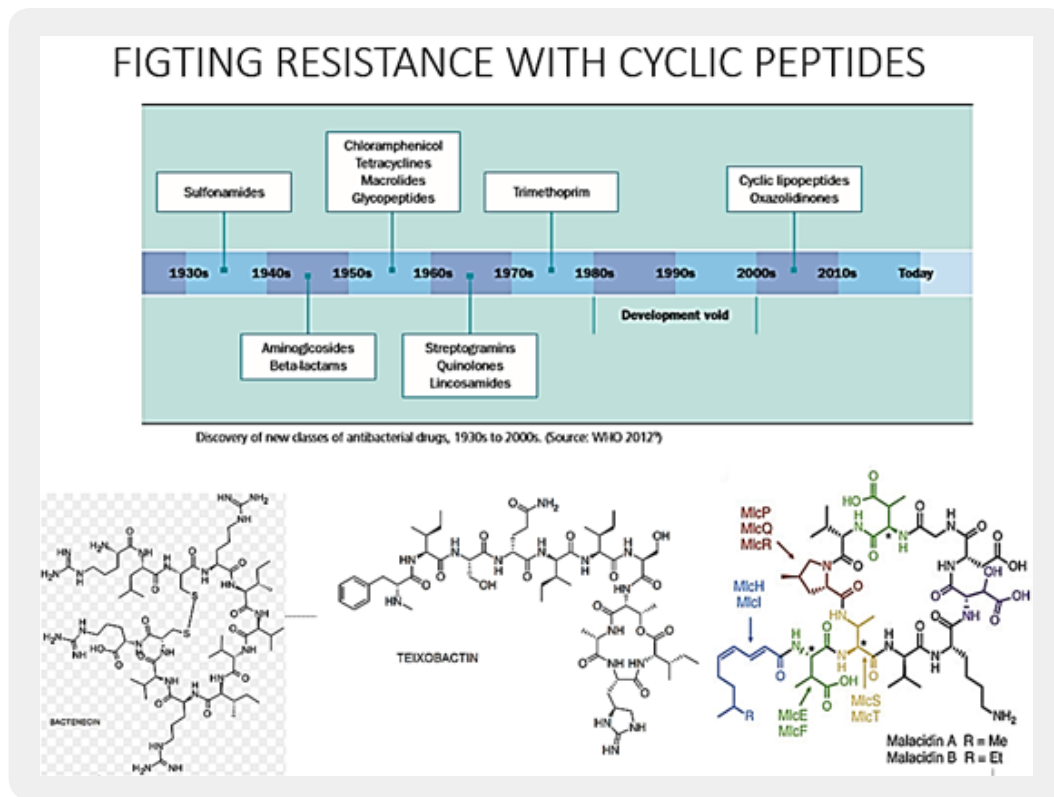 FIGTING RESISTANCE WITH CYCLIC PEPTIDES
Chloramphenicol
Tetracyclines
Macrolides
Glycopeptides
Sulfonamides
Trimethoprim
Cyclic lipopeptides
Oxazolidinones
1930s 1940s 1950s 1960s 1970s 1980s 1990s 2000s 2010s Today
Development void
Aminoglcosides
Beta-lactams
Streptogramins
Quinolones
Lincosamides
Discovery of new classes of antibacterial drugs, 1930s to 2000s. (Source: WHO 2012⁹)
BACTENECIN
TEIXOBACTIN
MlcP
MlcQ
MlcR
MlcH
MlcI
MlcE
MlcF
MlcS
MlcT
Malacidin A R = Me
Malacidin B R = Et